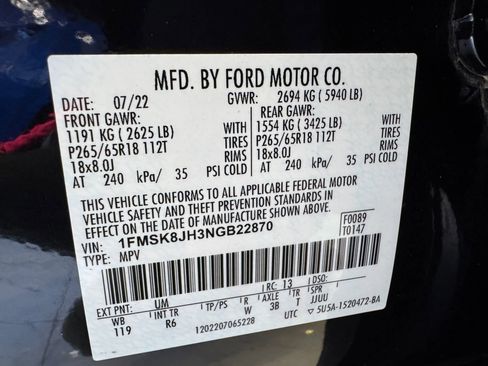 MFD. BY FORD MOTOR CO.
DATE: 07/22 GVWR: 2694 KG (5940 LB)
FRONT GAWR: REAR GAWR:
1191 KG (2625 LB) WITH 1554 KG (3425 LB) WITH
P265/65R18 112T TIRES P265/65R18 112T TIRES
18x8.0J RIMS 18x8.0J RIMS
AT 240 kPa/ 35 PSI COLD AT 240 kPa/ 35 PSI COLD
THIS VEHICLE CONFORMS TO ALL APPLICABLE FEDERAL MOTOR
VEHICLE SAFETY AND BUMPER STANDARDS IN
EFFECT ON THE DATE OF MANUFACTURE SHOWN ABOVE.
VIN: 1FMSK8JH3NGB22870 F0089
TYPE: MPV T0147
EXT PNT: UM RC: 13 DSO:
WB INT TR TP/PS R AXLE TR SPR
119 R6 W 3B T JJUU
1202207065228 UTC 5U5A-1520472-BA